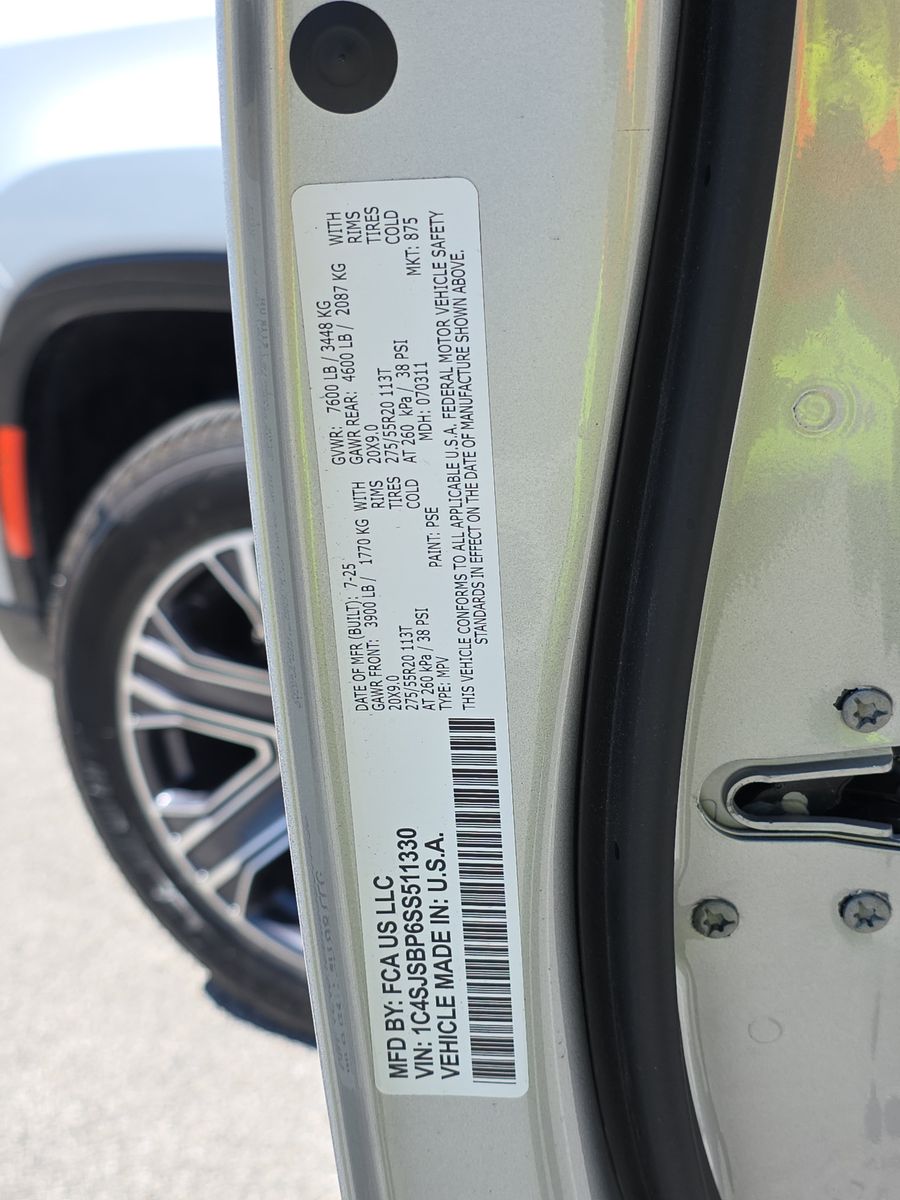 MFD BY: FCA US LLC
VIN: 1C4SJSBP6SS511330
VEHICLE MADE IN: U.S.A.
DATE OF MFR (BUILT): 7-25
GAWR FRONT: 3900 LB / 1770 KG WITH
20X9.0 RIMS
275/55R20 113T TIRES
AT 260 kPa / 38 PSI COLD
TYPE: MPV PAINT: PSE
GVWR: 7600 LB / 3448 KG
GAWR REAR: 4600 LB / 2087 KG WITH
20X9.0 RIMS
275/55R20 113T TIRES
AT 260 kPa / 38 PSI COLD
MDH: 070311 MKT: 875
THIS VEHICLE CONFORMS TO ALL APPLICABLE U.S.A. FEDERAL MOTOR VEHICLE SAFETY
STANDARDS IN EFFECT ON THE DATE OF MANUFACTURE SHOWN ABOVE.